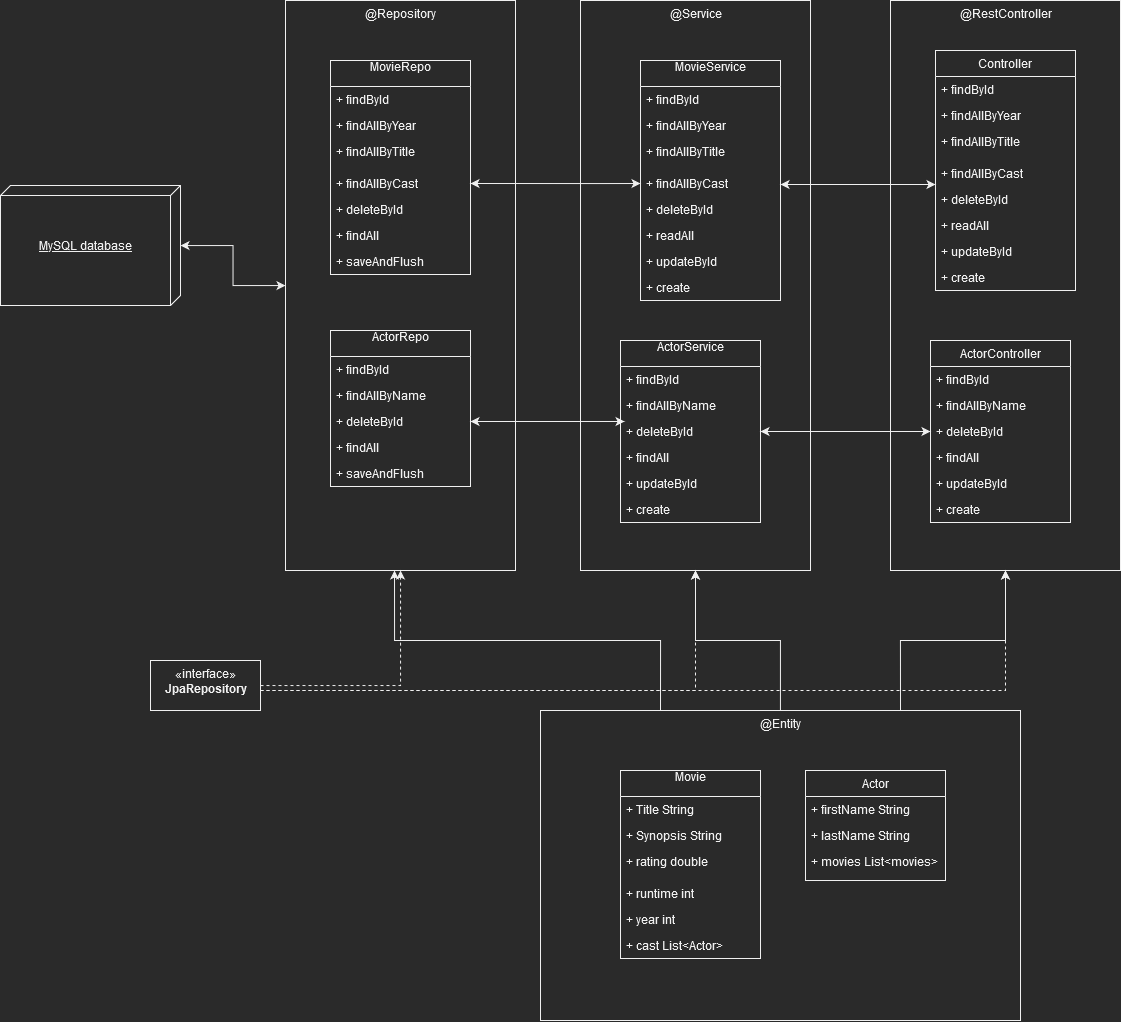 @Repository
MovieRepo
+ findById
+ findAllByYear
+ findAllByTitle
+ findAllByCast
+ deleteById
+ findAll
+ saveAndFlush
ActorRepo
+ findById
+ findAllByName
+ deleteById
+ findAll
+ saveAndFlush
@Service
MovieService
+ findById
+ findAllByYear
+ findAllByTitle
+ findAllByCast
+ deleteById
+ readAll
+ updateById
+ create
ActorService
+ findById
+ findAllByName
+ deleteById
+ findAll
+ updateById
+ create
@RestController
Controller
+ findById
+ findAllByYear
+ findAllByTitle
+ findAllByCast
+ deleteById
+ readAll
+ updateById
+ create
ActorController
+ findById
+ findAllByName
+ deleteById
+ findAll
+ updateById
+ create
MySQL database
«interface»
JpaRepository
@Entity
Movie
+ Title String
+ Synopsis String
+ rating double
+ runtime int
+ year int
+ cast List<Actor>
Actor
+ firstName String
+ lastName String
+ movies List<movies>